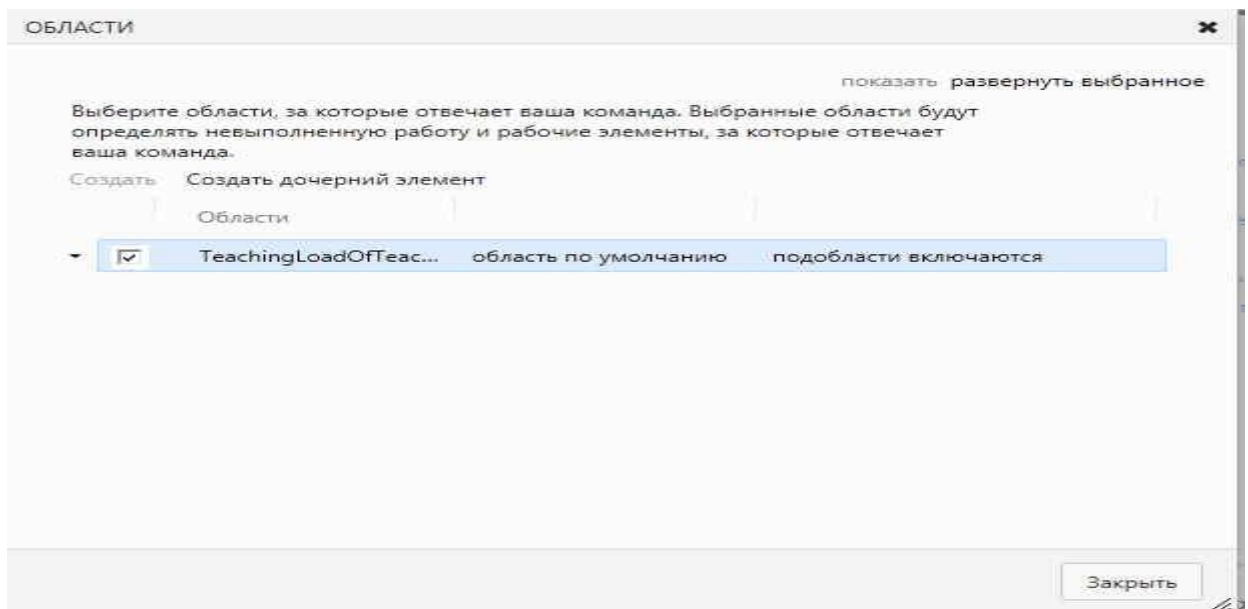 ОБЛАСТИ
показать развернуть выбранное
Выберите области, за которые отвечает ваша команда. Выбранные области будут
определять невыполненную работу и рабочие элементы, за которые отвечает
ваша команда.
Создать Создать дочерний элемент
Области
TeachingLoadOfTeac... область по умолчанию подобласти включаются
Закрыть